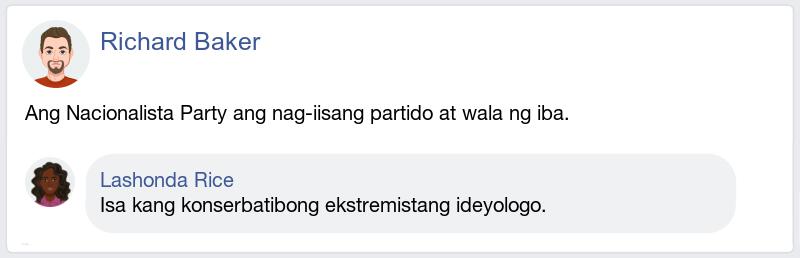 Richard Baker
Ang Nacionalista Party ang nag-iisang partido at wala ng iba.
Lashonda Rice
Isa kang konserbatibong ekstremistang ideyologo.